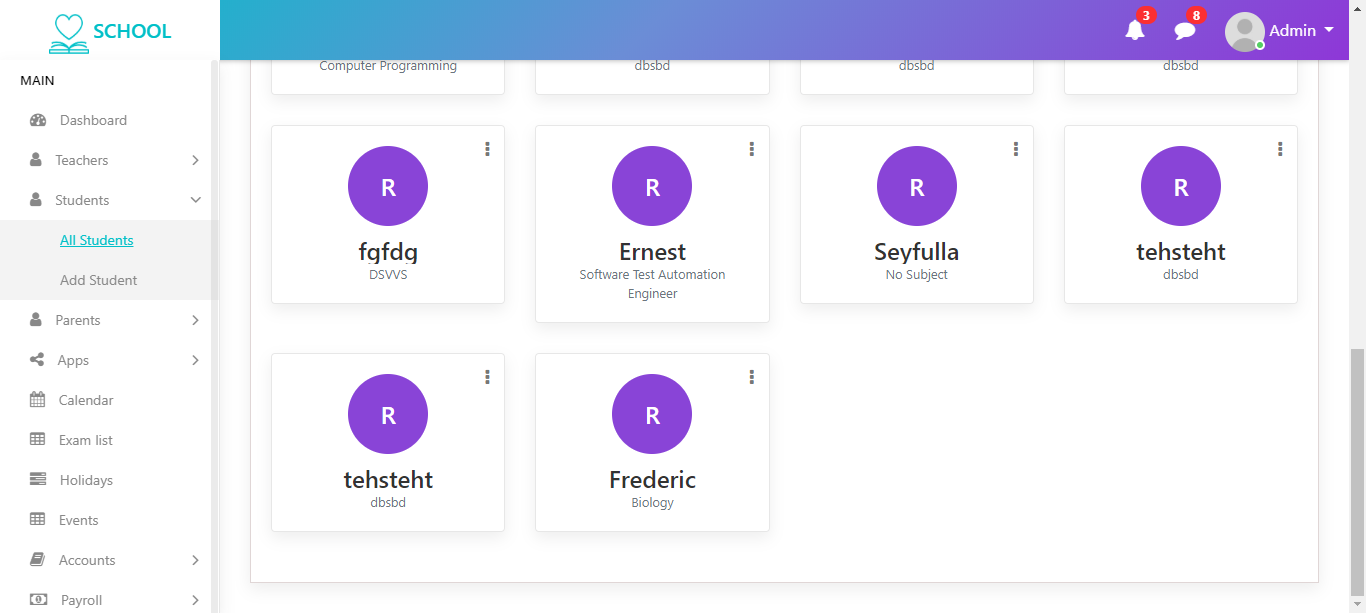 SCHOOL
3
8
Admin
MAIN
Dashboard
Teachers
Students
All Students
Add Student
Parents
Apps
Calendar
Exam list
Holidays
Events
Accounts
Payroll
Computer Programming
dbsbd
dbsbd
dbsbd
R
fgfdg
DSVVS
R
Ernest
Software Test Automation
Engineer
R
Seyfulla
No Subject
R
tehsteht
dbsbd
R
tehsteht
dbsbd
R
Frederic
Biology